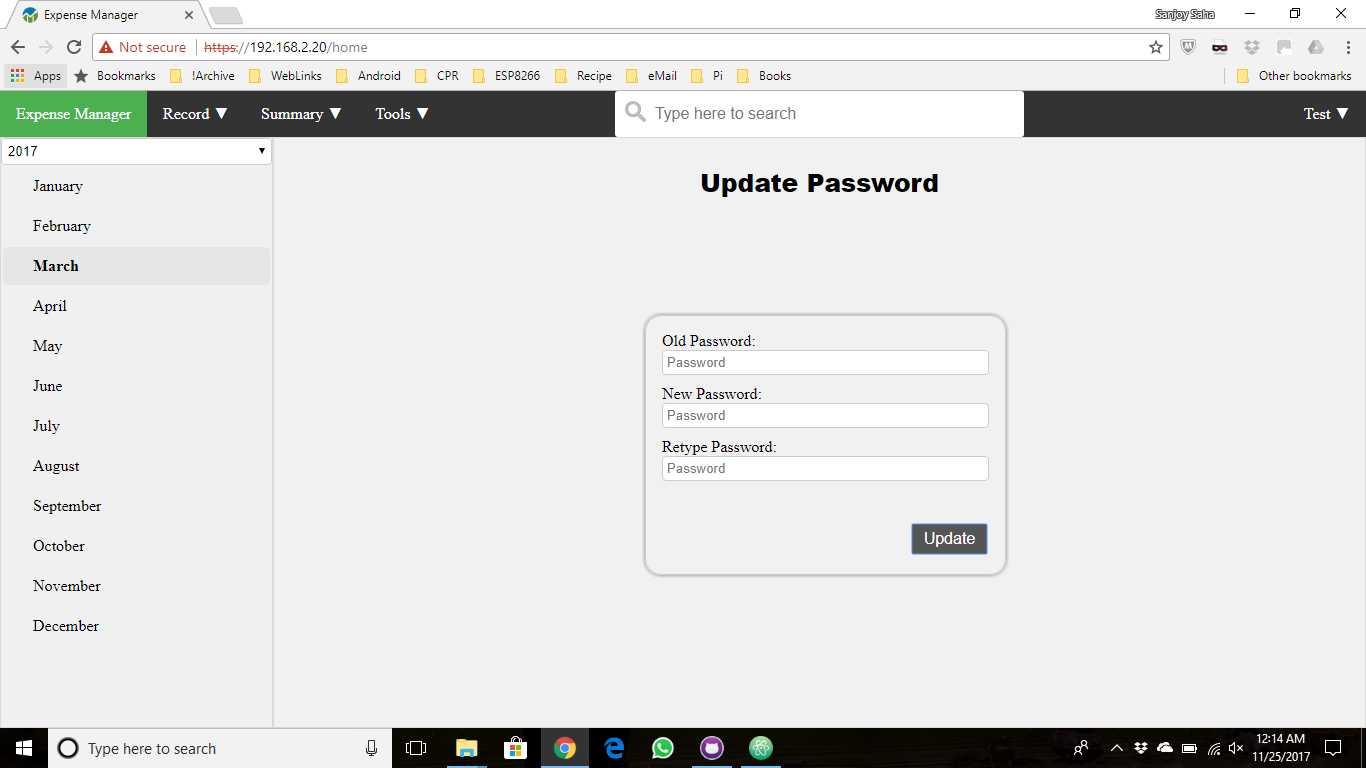 Expense Manager
Sanjoy Saha
Not secure https://192.168.2.20/home
Apps Bookmarks !Archive WebLinks Android CPR ESP8266 Recipe eMail Pi Books Other bookmarks
Expense Manager Record ▼ Summary ▼ Tools ▼ Type here to search Test ▼
2017
January
February
March
April
May
June
July
August
September
October
November
December
Update Password
Old Password:
Password
New Password:
Password
Retype Password:
Password
Update
Type here to search
12:14 AM
11/25/2017